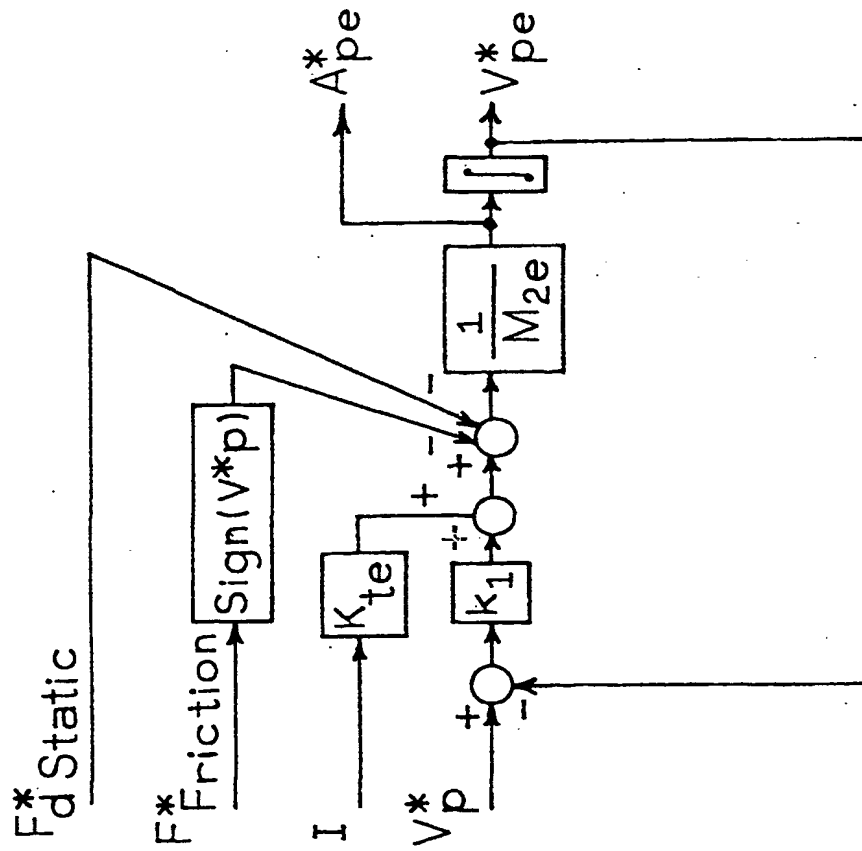 F*d Static
F*Friction
Sign(V*p)
I
Kte
V*p
+
-
k1
+
+
+
-
-
1
M2e
∫
A*pe
V*pe